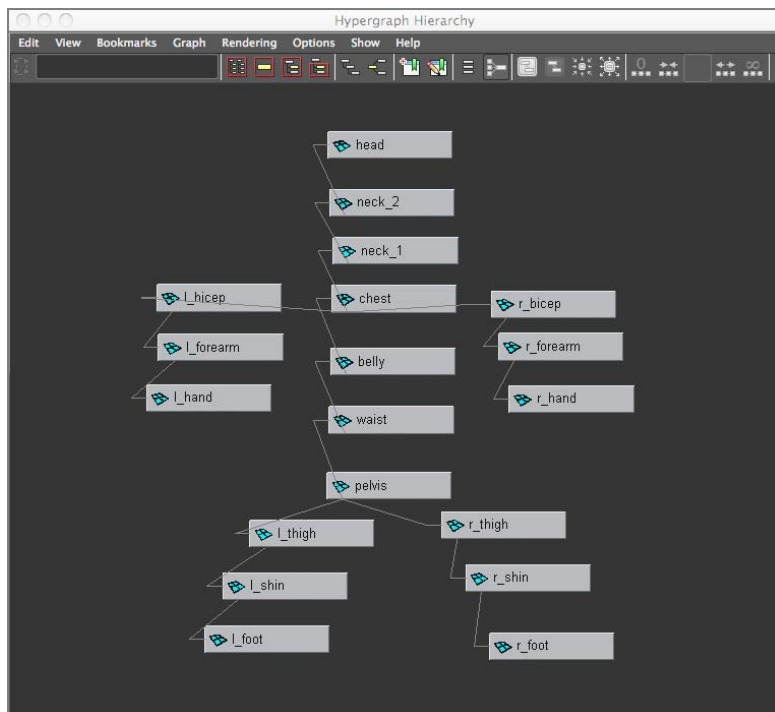 Hypergraph Hierarchy
Edit View Bookmarks Graph Rendering Options Show Help
0
head
neck_2
neck_1
l_bicep chest r_bicep
l_forearm belly r_forearm
l_hand waist r_hand
pelvis
l_thigh r_thigh
l_shin r_shin
l_foot r_foot